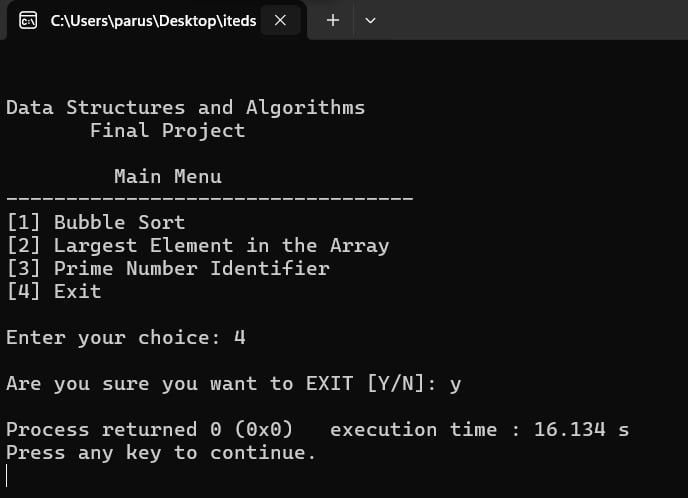 C:\Users\parus\Desktop\iteds
Data Structures and Algorithms
Final Project
Main Menu
----------------------------------
[1] Bubble Sort
[2] Largest Element in the Array
[3] Prime Number Identifier
[4] Exit
Enter your choice: 4
Are you sure you want to EXIT [Y/N]: y
Process returned 0 (0x0)   execution time : 16.134 s
Press any key to continue.